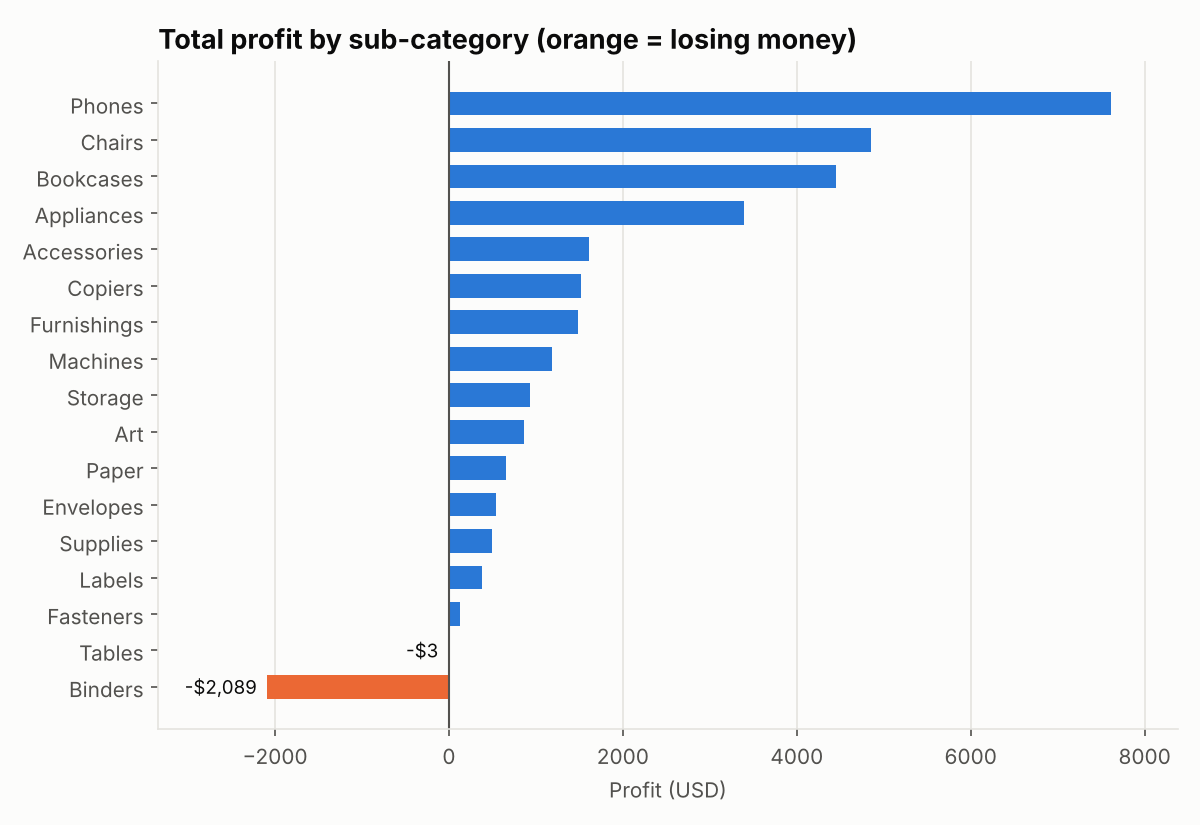 Total profit by sub-category (orange = losing money)
Phones
Chairs
Bookcases
Appliances
Accessories
Copiers
Furnishings
Machines
Storage
Art
Paper
Envelopes
Supplies
Labels
Fasteners
Tables -$3
Binders -$2,089
−2000 0 2000 4000 6000 8000
Profit (USD)